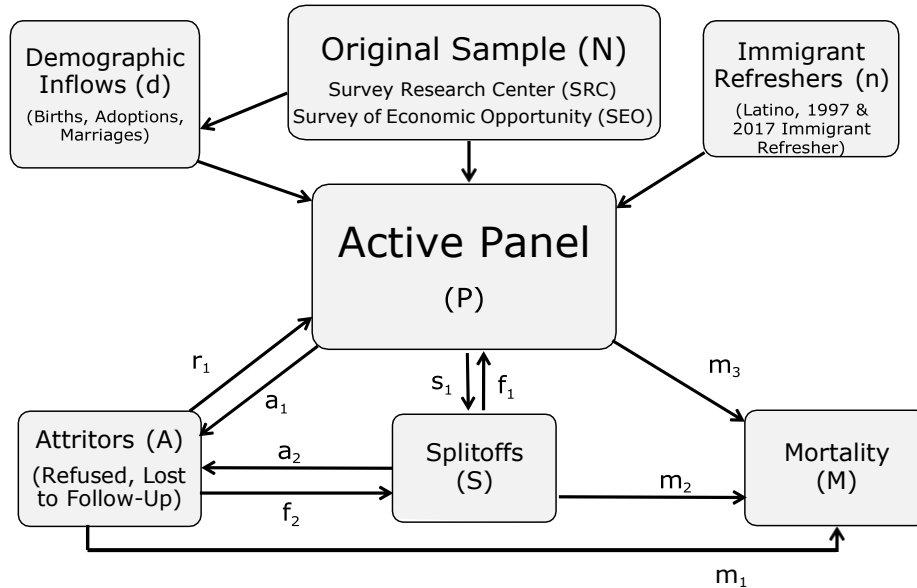 Demographic
Inflows (d)
(Births, Adoptions,
Marriages)
Original Sample (N)
Survey Research Center (SRC)
Survey of Economic Opportunity (SEO)
Immigrant
Refreshers (n)
(Latino, 1997 &
2017 Immigrant
Refresher)
Active Panel
(P)
r₁
a₁
s₁
f₁
m₃
Attritors (A)
(Refused, Lost
to Follow-Up)
a₂
f₂
Splitoffs
(S)
m₂
Mortality
(M)
m₁